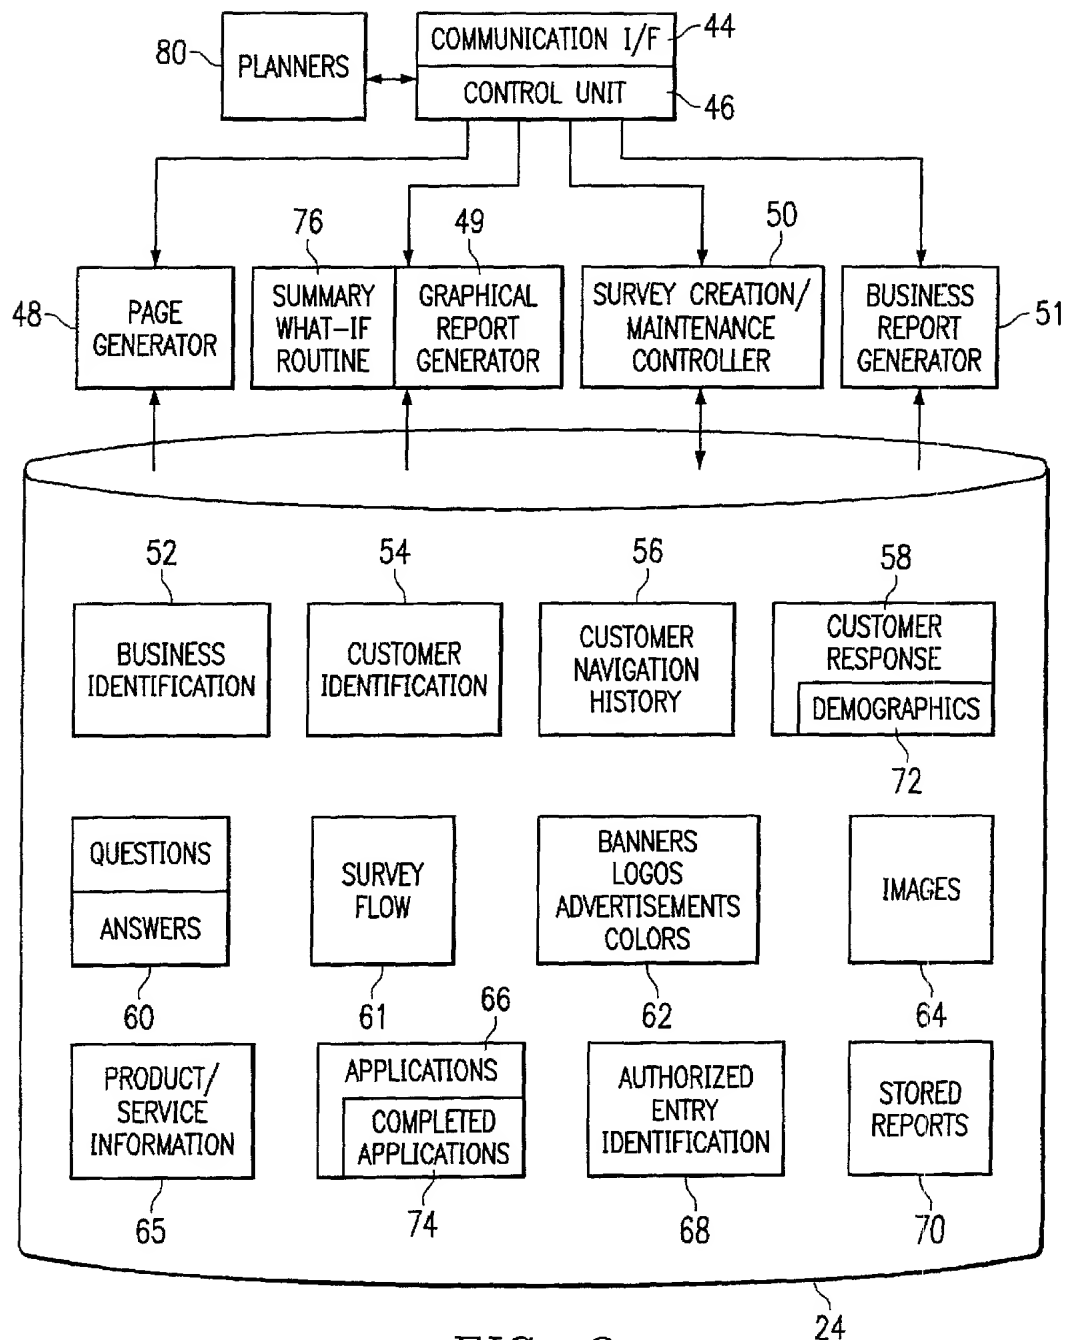 80
PLANNERS
COMMUNICATION I/F
44
CONTROL UNIT
46
76
49
50
48
PAGE
GENERATOR
SUMMARY
WHAT-IF
ROUTINE
GRAPHICAL
REPORT
GENERATOR
SURVEY CREATION/
MAINTENANCE
CONTROLLER
BUSINESS
REPORT
GENERATOR
51
52
54
56
58
BUSINESS
IDENTIFICATION
CUSTOMER
IDENTIFICATION
CUSTOMER
NAVIGATION
HISTORY
CUSTOMER
RESPONSE
DEMOGRAPHICS
72
QUESTIONS
ANSWERS
SURVEY
FLOW
BANNERS
LOGOS
ADVERTISEMENTS
COLORS
IMAGES
60
61
66
62
64
PRODUCT/
SERVICE
INFORMATION
APPLICATIONS
COMPLETED
APPLICATIONS
AUTHORIZED
ENTRY
IDENTIFICATION
STORED
REPORTS
65
74
68
70
24